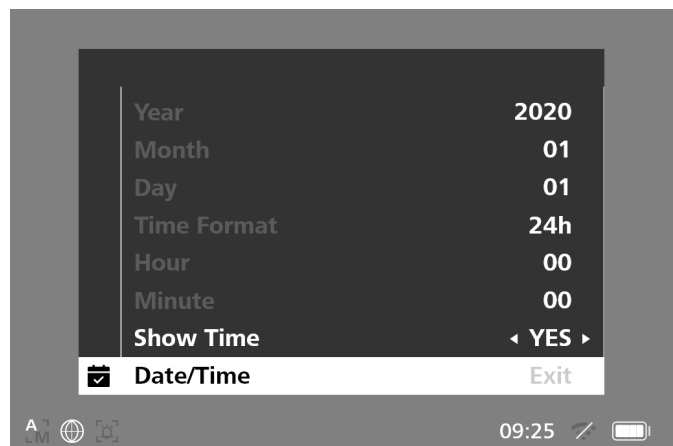 Year 2020
Month 01
Day 01
Time Format 24h
Hour 00
Minute 00
Show Time YES
Date/Time Exit
A M 09:25